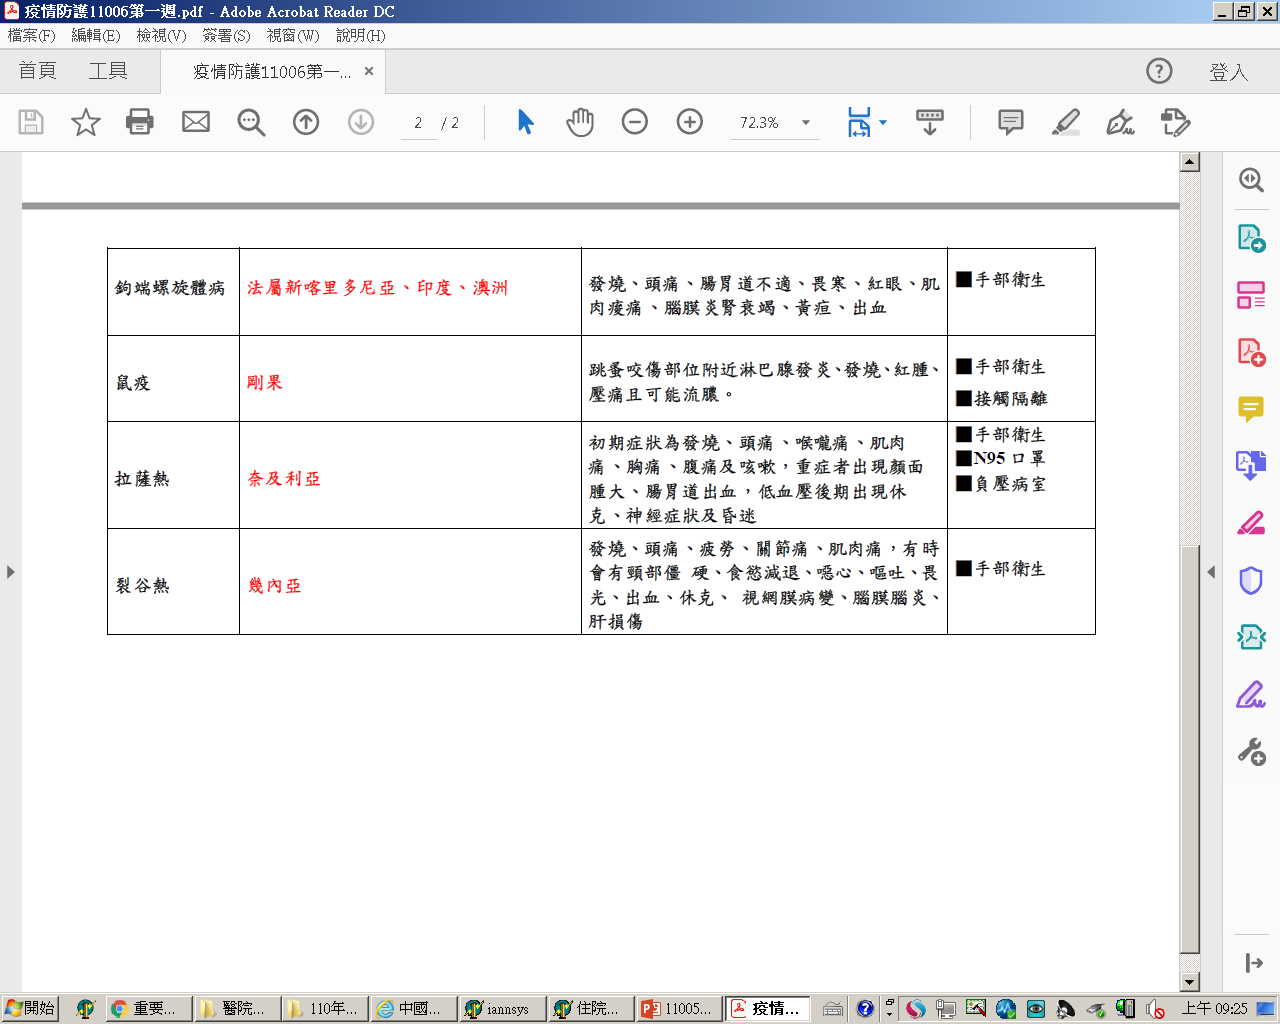 疫情防護11006第一週.pdf - Adobe Acrobat Reader DC
檔案(F) 編輯(E) 檢視(V) 簽署(S) 視窗(W) 說明(H)
首頁 工具 疫情防護11006第一... × 登入
2 / 2 72.3%
鉤端螺旋體病
法屬新喀里多尼亞、印度、澳洲
發燒、頭痛、腸胃道不適、畏寒、紅眼、肌
肉痠痛、腦膜炎腎衰竭、黃疸、出血
■手部衛生
鼠疫
剛果
跳蚤咬傷部位附近淋巴腺發炎、發燒、紅腫、
壓痛且可能流膿。
■手部衛生
■接觸隔離
拉薩熱
奈及利亞
初期症狀為發燒、頭痛、喉嚨痛、肌肉
痛、胸痛、腹痛及咳嗽，重症者出現顏面
腫大、腸胃道出血，低血壓後期出現休
克、神經症狀及昏迷
■手部衛生
■N95 口罩
■負壓病室
裂谷熱
幾內亞
發燒、頭痛、疲勞、關節痛、肌肉痛，有時
會有頸部僵 硬、食慾減退、噁心、嘔吐、畏
光、出血、休克、 視網膜病變、腦膜腦炎、
肝損傷
■手部衛生
開始 重要... 醫院... 110年... 中國... iannsys 住院... 11005... 疫情... 上午 09:25